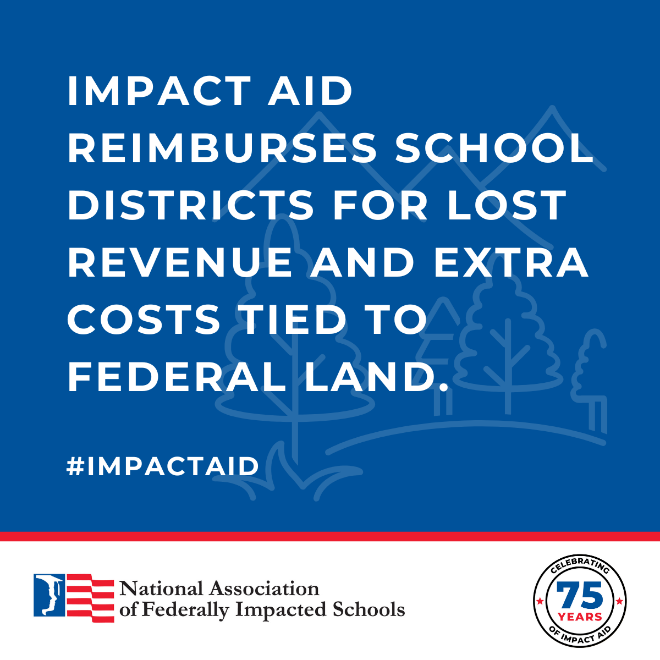 IMPACT AID
REIMBURSES SCHOOL
DISTRICTS FOR LOST
REVENUE AND EXTRA
COSTS TIED TO
FEDERAL LAND.
#IMPACTAID
National Association
of Federally Impacted Schools
CELEBRATING
75
YEARS
OF IMPACT AID